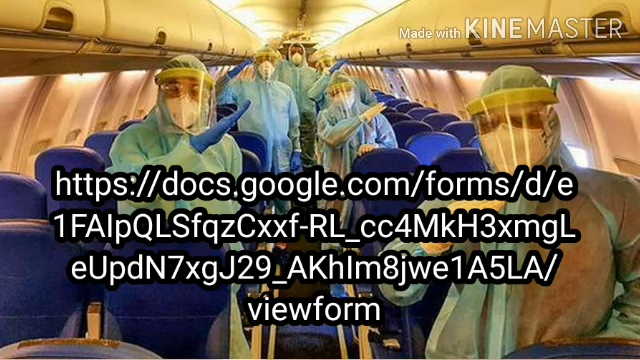 Made with KINEMASTER
https://docs.google.com/forms/d/e
1FAIpQLSfqzCxxf-RL_cc4MkH3xmgL
eUpdN7xgJ29_AKhIm8jwe1A5LA/
viewform